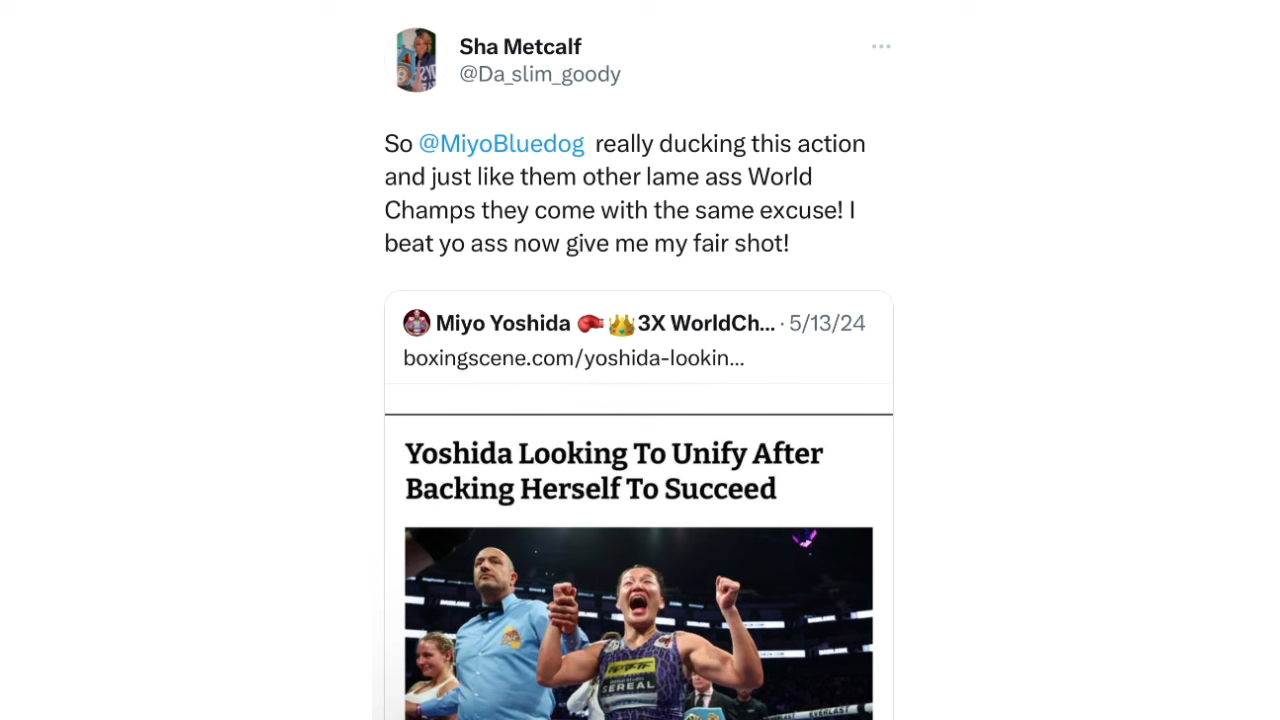 Sha Metcalf
@Da_slim_goody
So @MiyoBluedog really ducking this action
and just like them other lame ass World
Champs they come with the same excuse! I
beat yo ass now give me my fair shot!
Miyo Yoshida 🥊👑3X WorldCh... · 5/13/24
boxingscene.com/yoshida-lookin...
Yoshida Looking To Unify After
Backing Herself To Succeed
SEREAL
EVERLAST